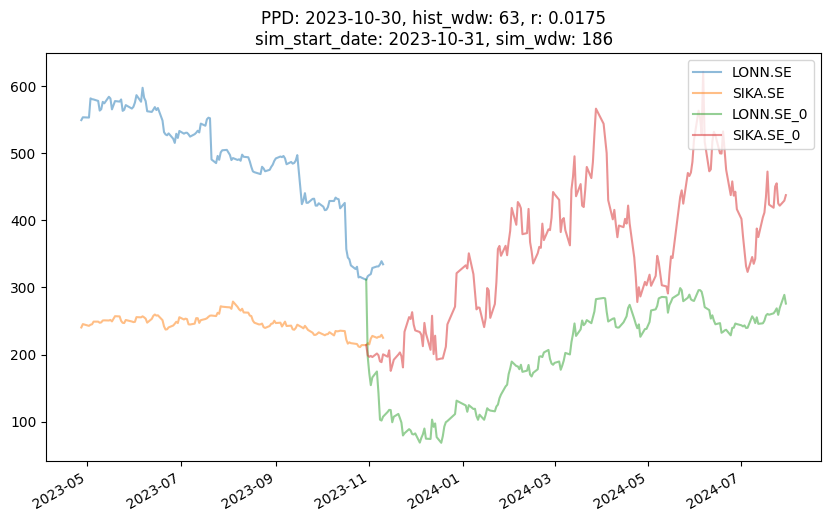 PPD: 2023-10-30, hist_wdw: 63, r: 0.0175
sim_start_date: 2023-10-31, sim_wdw: 186
600
500
400
300
200
100
LONN.SE
SIKA.SE
LONN.SE_0
SIKA.SE_0
2023-05
2023-07
2023-09
2023-11
2024-01
2024-03
2024-05
2024-07